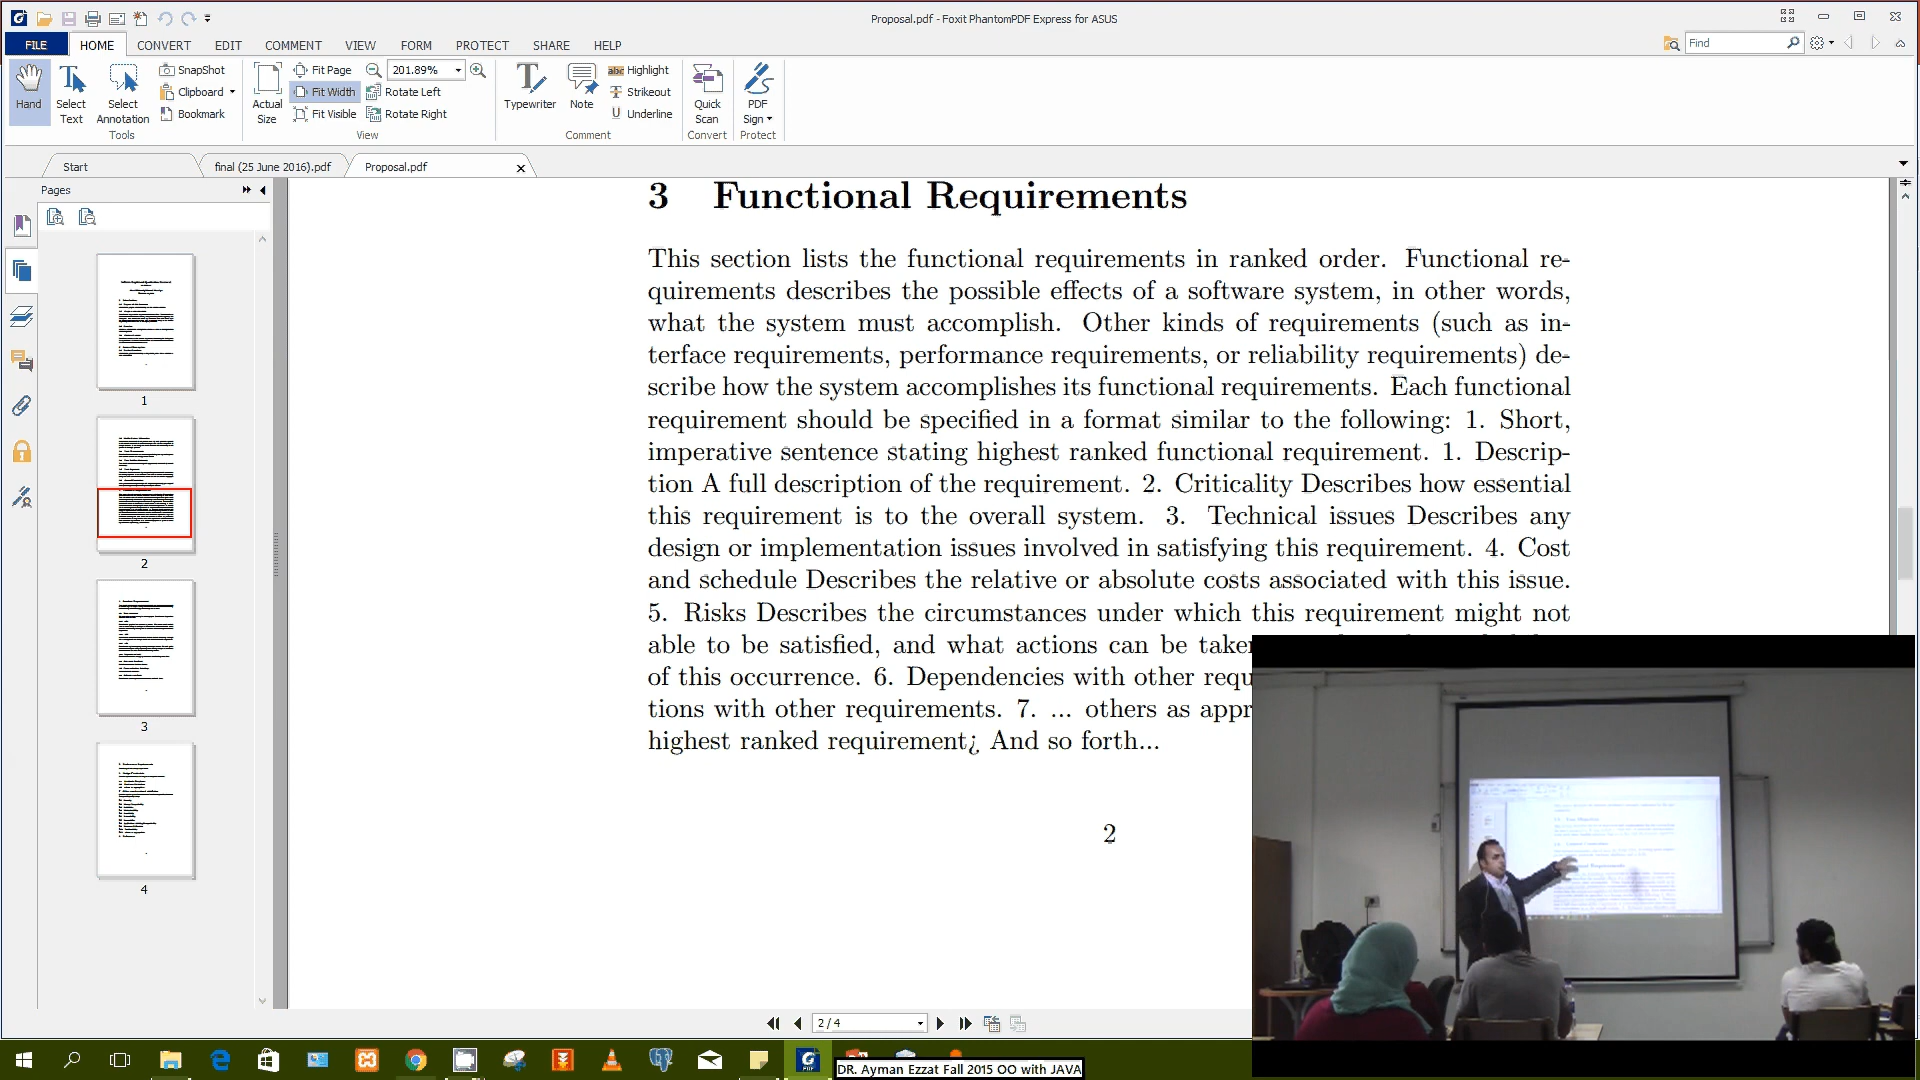 Proposal.pdf - Foxit PhantomPDF Express for ASUS
FILE HOME CONVERT EDIT COMMENT VIEW FORM PROTECT SHARE HELP
Find
Hand
Select Text
Select Annotation
SnapShot
Clipboard
Bookmark
Tools
Actual Size
Fit Page
Fit Width
Fit Visible
201.89%
Rotate Left
Rotate Right
View
Typewriter
Note
Highlight
Strikeout
Underline
Comment
Quick Scan
Convert
PDF Sign
Protect
Start
final (25 June 2016).pdf
Proposal.pdf
Pages
1
2
3
4
3 Functional Requirements
This section lists the functional requirements in ranked order. Functional re-
quirements describes the possible effects of a software system, in other words,
what the system must accomplish. Other kinds of requirements (such as in-
terface requirements, performance requirements, or reliability requirements) de-
scribe how the system accomplishes its functional requirements. Each functional
requirement should be specified in a format similar to the following: 1. Short,
imperative sentence stating highest ranked functional requirement. 1. Descrip-
tion A full description of the requirement. 2. Criticality Describes how essential
this requirement is to the overall system. 3. Technical issues Describes any
design or implementation issues involved in satisfying this requirement. 4. Cost
and schedule Describes the relative or absolute costs associated with this issue.
5. Risks Describes the circumstances under which this requirement might not
able to be satisfied, and what actions can be taken
of this occurrence. 6. Dependencies with other requ
tions with other requirements. 7. ... others as appr
highest ranked requirement¿ And so forth...
2
2 / 4
DR. Ayman Ezzat Fall 2015 OO with JAVA